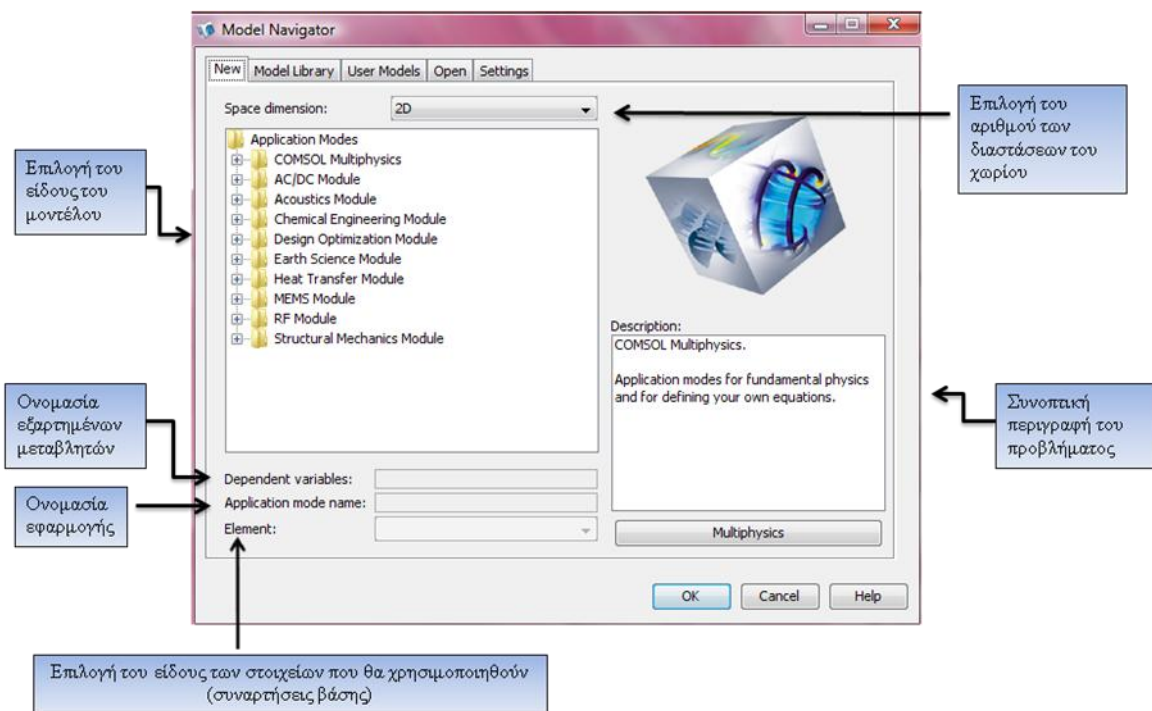 Model Navigator
New
Model Library
User Models
Open
Settings
Space dimension:
2D
Application Modes
COMSOL Multiphysics
AC/DC Module
Acoustics Module
Chemical Engineering Module
Design Optimization Module
Earth Science Module
Heat Transfer Module
MEMS Module
RF Module
Structural Mechanics Module
Description:
COMSOL Multiphysics.
Application modes for fundamental physics
and for defining your own equations.
Dependent variables:
Application mode name:
Element:
Multiphysics
OK
Cancel
Help
Επιλογή του
είδους του
μοντέλου
Επιλογή του
αριθμού των
διαστάσεων του
χωρίου
Ονομασία
εξαρτημένων
μεταβλητών
Ονομασία
εφαρμογής
Συνοπτική
περιγραφή του
προβλήματος
Επιλογή του είδους των στοιχείων που θα χρησιμοποιηθούν
(συναρτήσεις βάσης)